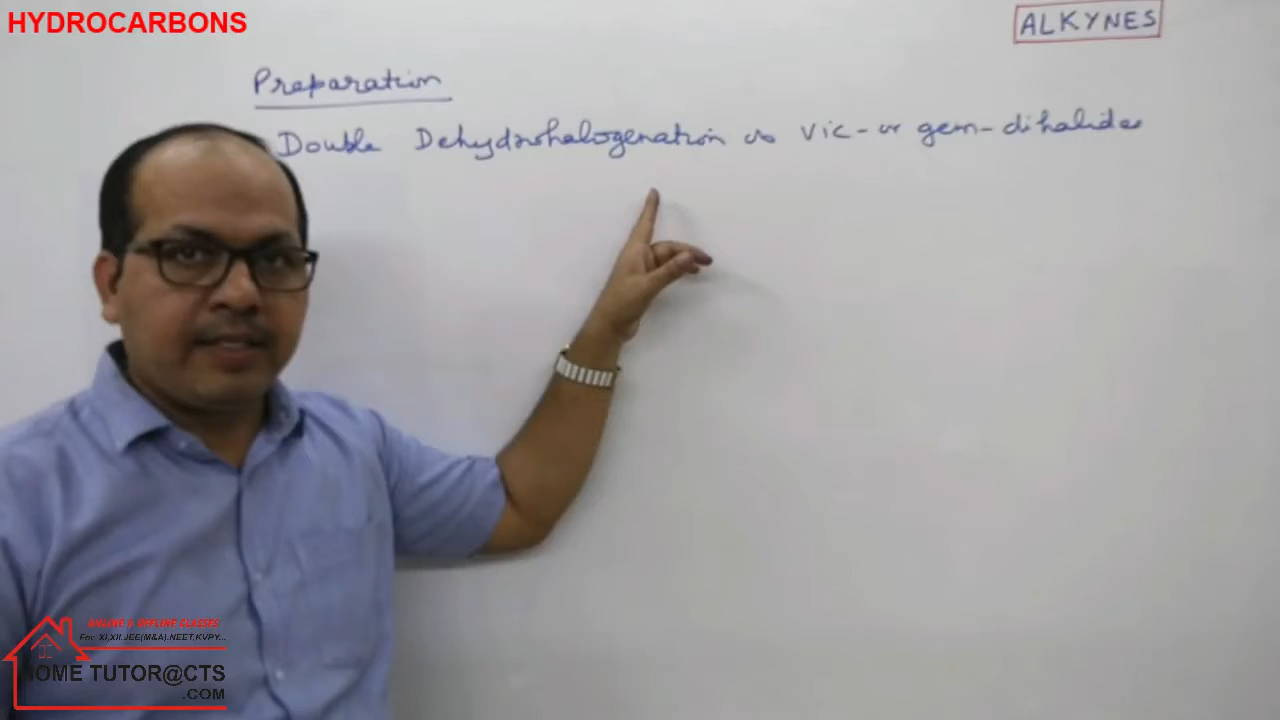 HYDROCARBONS
ALKYNES
Preparation
Double Dehydrohalogenation of Vic- or gem-dihalides
ONLINE & OFFLINE CLASSES
For XI,XII,JEE(M&A),NEET,KVPY...
HOME TUTOR@CTS
.COM